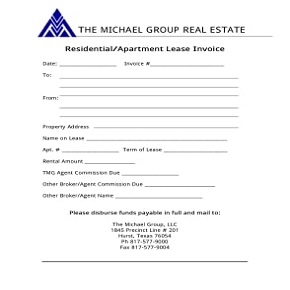 THE MICHAEL GROUP REAL ESTATE
Residential/Apartment Lease Invoice
Date: Invoice #
To:
From:
Property Address
Name on Lease
Apt. # Term of Lease
Rental Amount
TMG Agent Commission Due
Other Broker/Agent Commission Due
Other Broker/Agent Name
Please disburse funds payable in full and mail to:
The Michael Group, LLC
1845 Precinct Line # 201
Hurst, Texas 76054
Ph 817-577-9000
Fax 817-577-9004